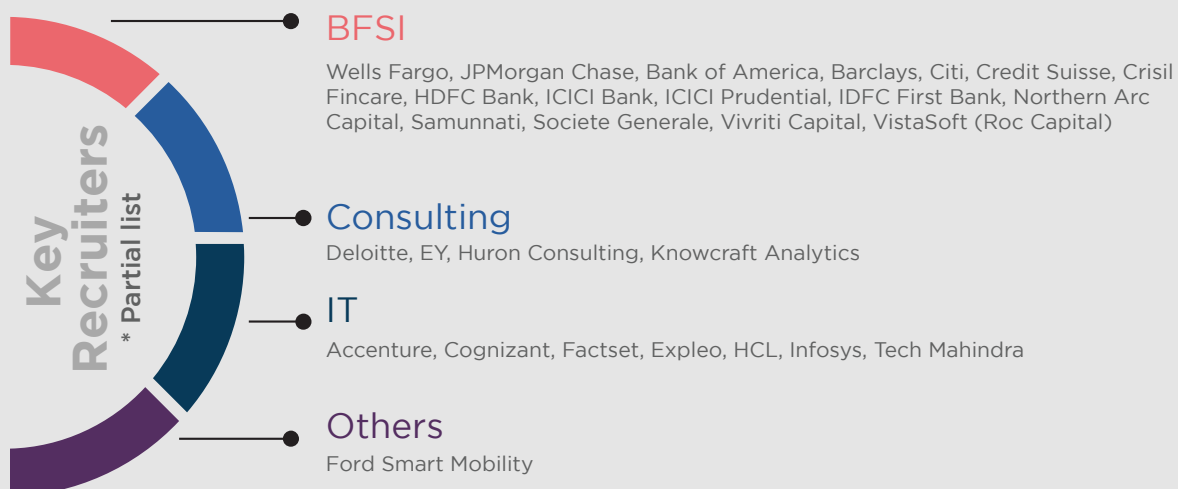 Key
Recruiters
* Partial list
BFSI
Wells Fargo, JPMorgan Chase, Bank of America, Barclays, Citi, Credit Suisse, Crisil
Fincare, HDFC Bank, ICICI Bank, ICICI Prudential, IDFC First Bank, Northern Arc
Capital, Samunnati, Societe Generale, Vivriti Capital, VistaSoft (Roc Capital)
Consulting
Deloitte, EY, Huron Consulting, Knowcraft Analytics
IT
Accenture, Cognizant, Factset, Expleo, HCL, Infosys, Tech Mahindra
Others
Ford Smart Mobility